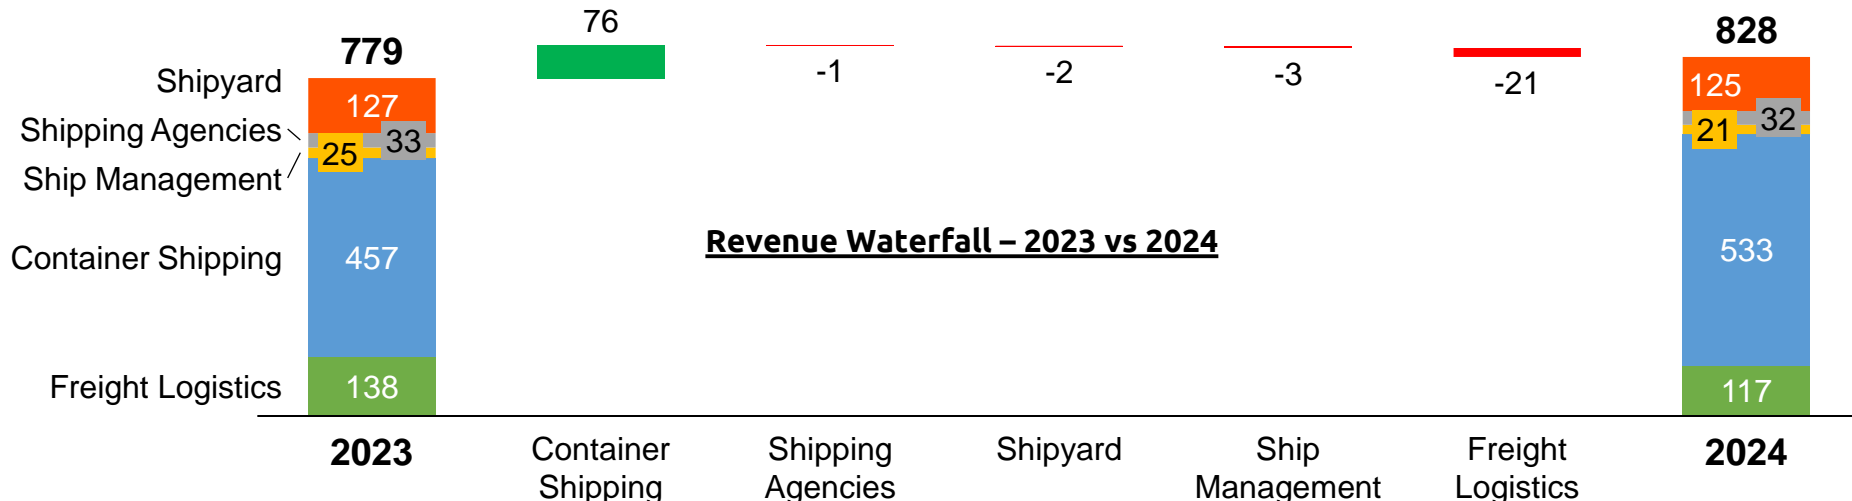 76
779
828
Shipyard
-1
-2
-3
-21
127
125
Shipping Agencies
33
32
25
21
Ship Management
Revenue Waterfall – 2023 vs 2024
Container Shipping
457
533
Freight Logistics
138
117
2023
Container
Shipping
Shipping
Agencies
Shipyard
Ship
Management
Freight
Logistics
2024